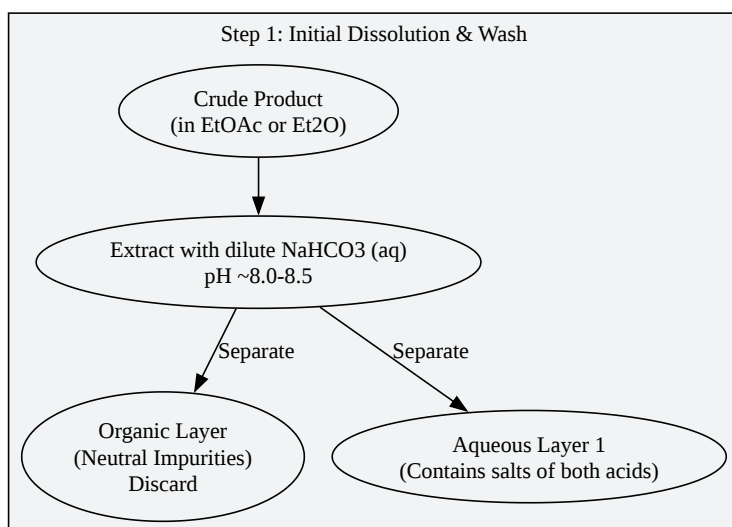 Step 1: Initial Dissolution & Wash
Crude Product
(in EtOAc or Et2O)
Extract with dilute NaHCO3 (aq)
pH ~8.0-8.5
Separate
Separate
Organic Layer
(Neutral Impurities)
Discard
Aqueous Layer 1
(Contains salts of both acids)